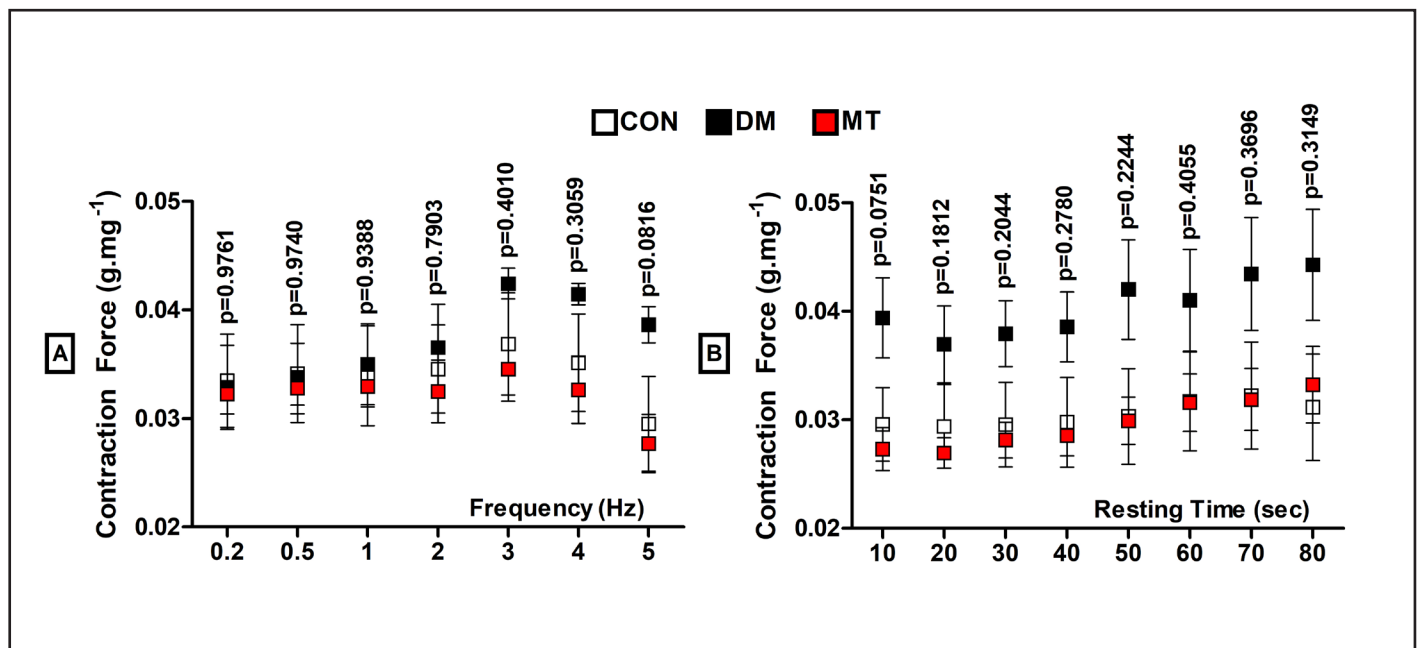 CON DM MT
A
Contraction Force (g.mg-1)
0.05
0.04
0.03
0.02
p=0.9761
p=0.9740
p=0.9388
p=0.7903
p=0.4010
p=0.3059
p=0.0816
Frequency (Hz)
0.2 0.5 1 2 3 4 5
B
Contraction Force (g.mg-1)
0.05
0.04
0.03
0.02
p=0.0751
p=0.1812
p=0.2044
p=0.2780
p=0.2244
p=0.4055
p=0.3696
p=0.3149
Resting Time (sec)
10 20 30 40 50 60 70 80